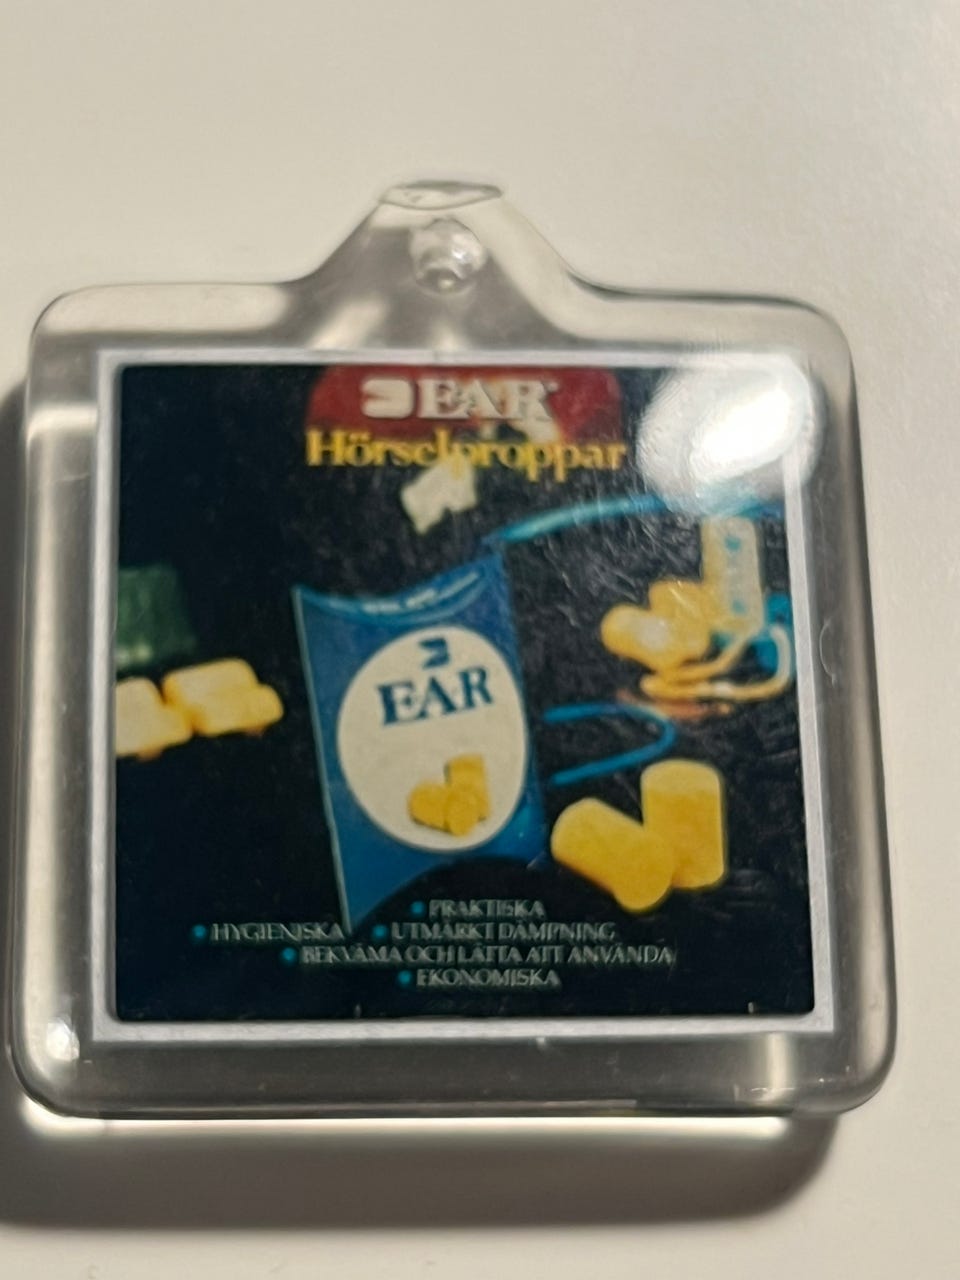 EAR
Hörselproppar
EAR
• PRAKTISKA
• HYGIENISKA • UTMÄRKT DÄMPNING
• BEKVÄMA OCH LÄTTA ATT ANVÄNDA
• EKONOMISKA